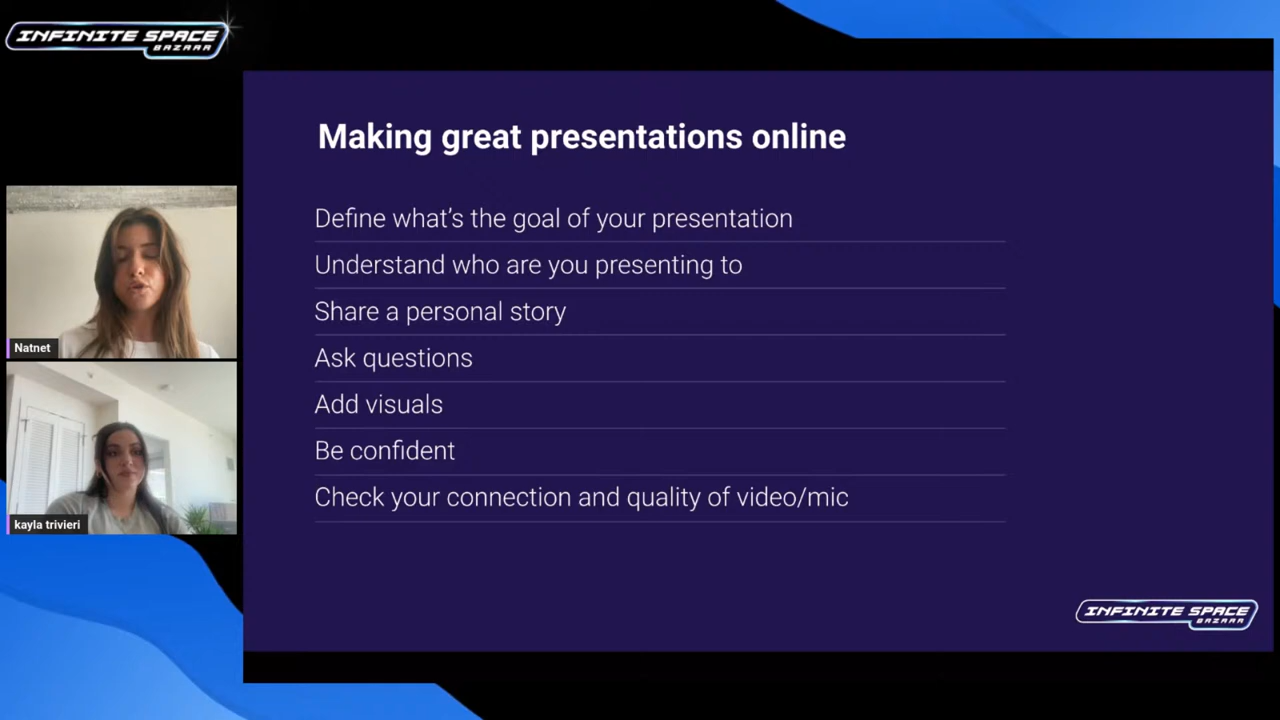 INFINITE SPACE
BAZAAR
Making great presentations online
Define what's the goal of your presentation
Understand who are you presenting to
Share a personal story
Ask questions
Add visuals
Be confident
Check your connection and quality of video/mic
Natnet
kayla trivieri
INFINITE SPACE
BAZAAR